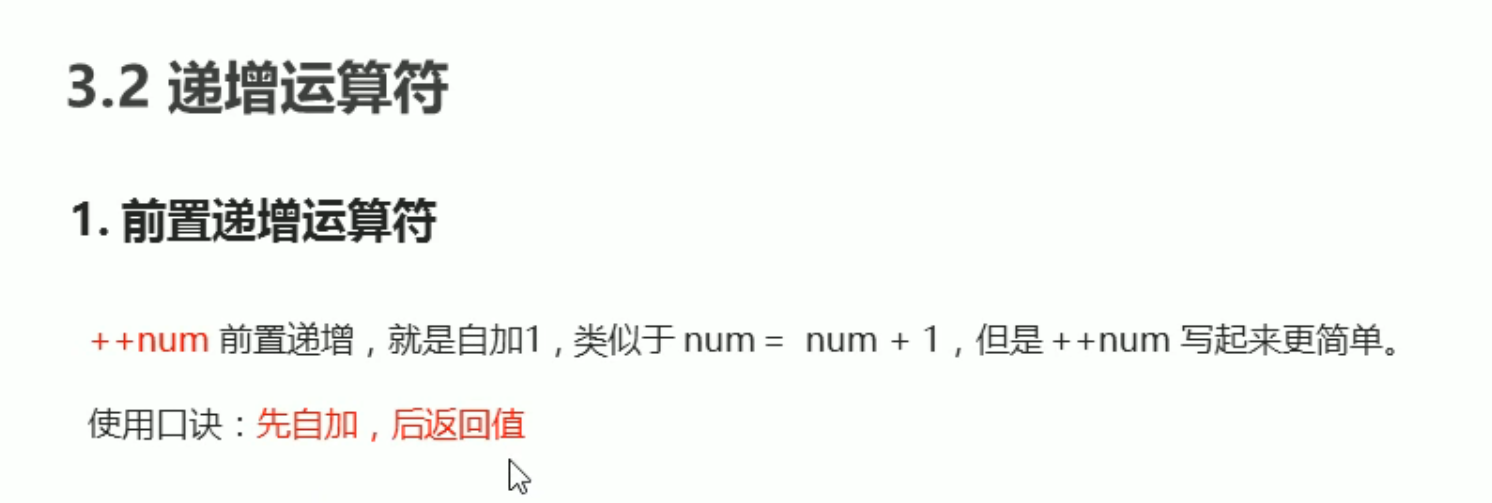 3.2 递增运算符
1. 前置递增运算符
++num 前置递增，就是自加1，类似于 num =  num + 1，但是 ++num 写起来更简单。
使用口诀：先自加，后返回值